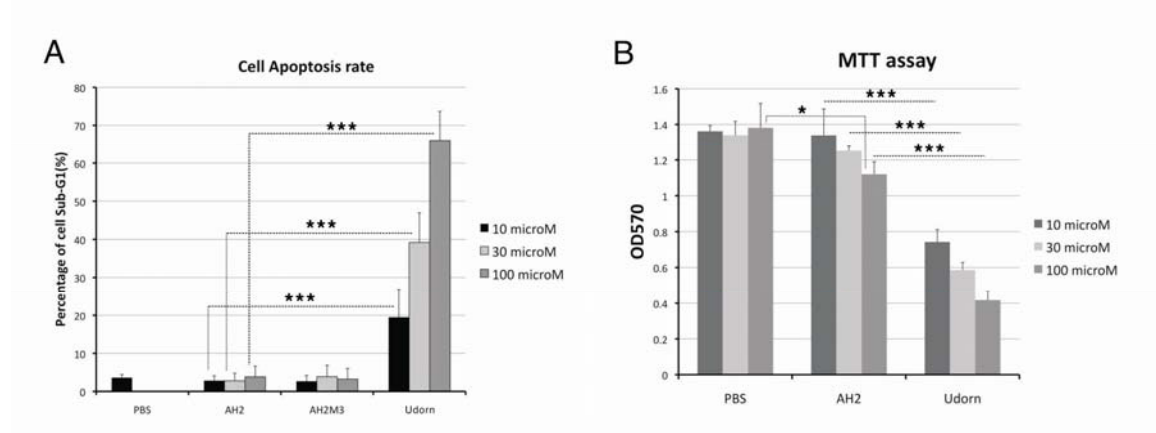 A
Cell Apoptosis rate
Percentage of cell Sub-G1(%)
80
70
60
50
40
30
20
10
0
***
***
***
PBS
AH2
AH2M3
Udorn
10 microM
30 microM
100 microM
B
MTT assay
OD570
1.6
1.4
1.2
1
0.8
0.6
0.4
0.2
0
*
***
***
***
PBS
AH2
Udorn
10 microM
30 microM
100 microM